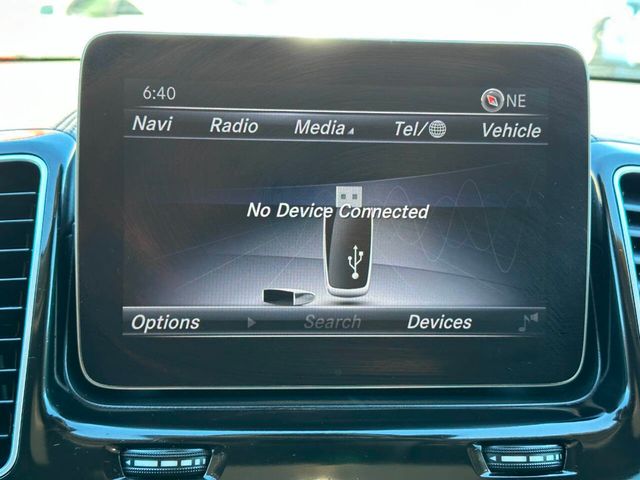 6:40 NE
Navi Radio Media Tel/ Vehicle
No Device Connected
Options Search Devices